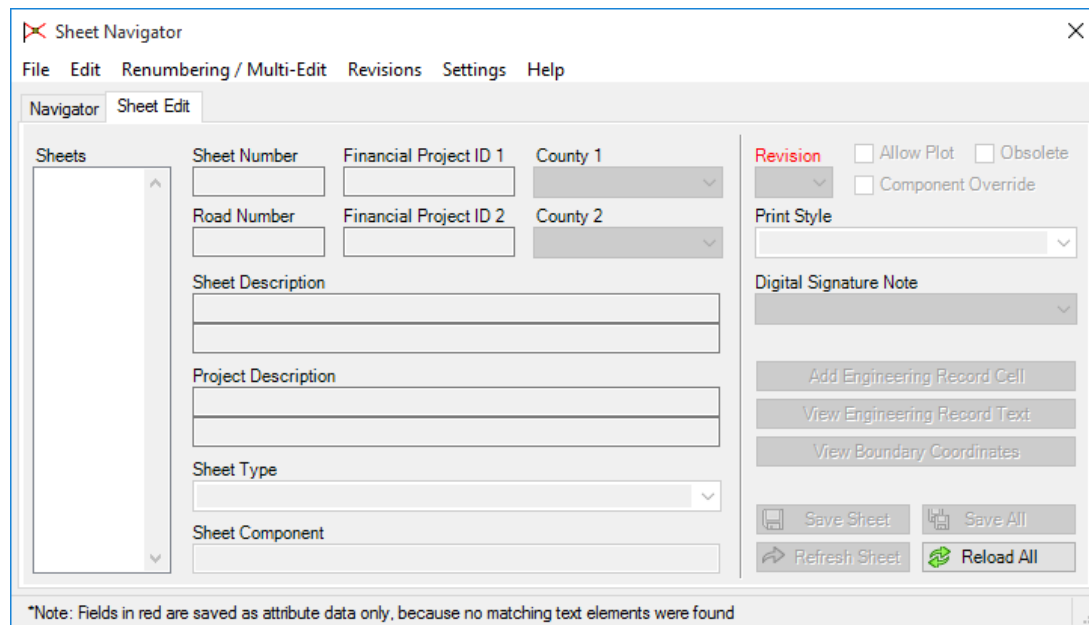 Sheet Navigator
File Edit Renumbering / Multi-Edit Revisions Settings Help
Navigator Sheet Edit
Sheets Sheet Number Financial Project ID 1 County 1 Revision Allow Plot Obsolete
Component Override
Road Number Financial Project ID 2 County 2 Print Style
Sheet Description Digital Signature Note
Project Description Add Engineering Record Cell
View Engineering Record Text
View Boundary Coordinates
Sheet Type
Save Sheet Save All
Sheet Component
Refresh Sheet Reload All
*Note: Fields in red are saved as attribute data only, because no matching text elements were found